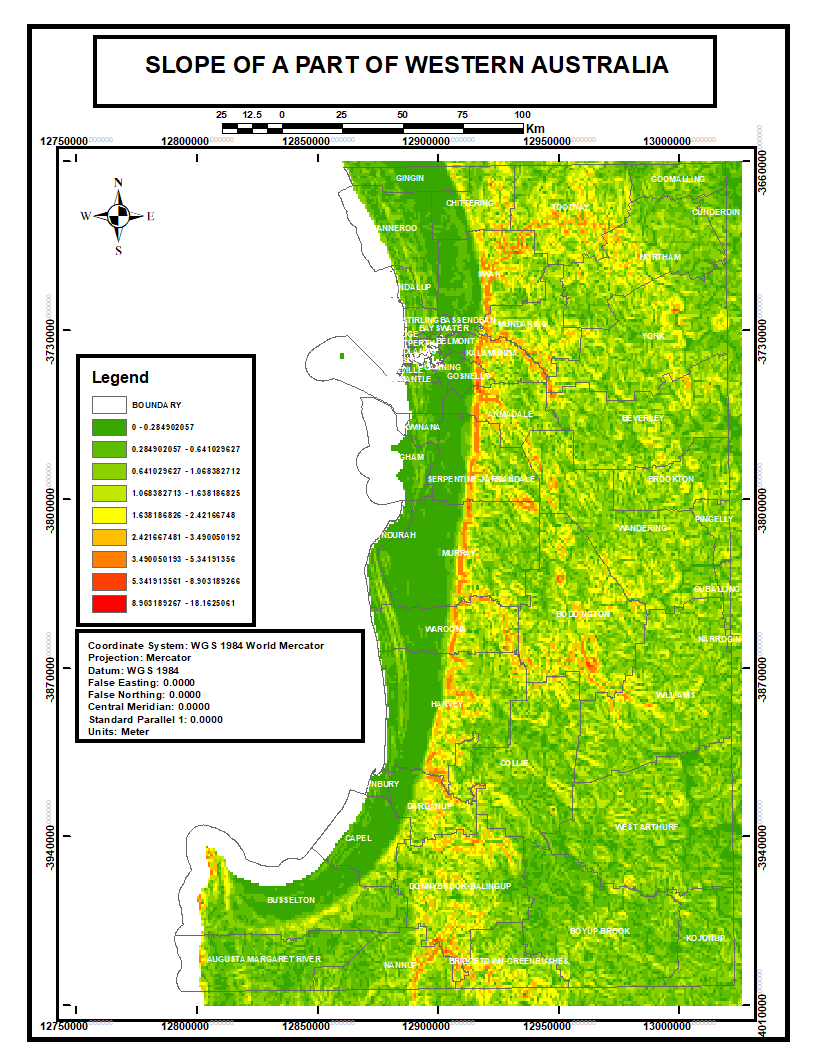 SLOPE OF A PART OF WESTERN AUSTRALIA
25 12.5 0 25 50 75 100
Km
12750000 12800000 12850000 12900000 12950000 13000000
N
W E
S
GINGIN
GOOMALLING
CHITTERING
TOODYAY
CUNDERDIN
ANNEROO
NORTHAM
SWAN
NDALUP
TIRLING BASSENDEAN
MUNDARING
BAYSWATER
YORK
BELMONT
KALAMUNDA
NNING
GOSNELLS
MANTLE
ARMADALE
BEVERLEY
WINANA
GHAM
SERPENTINE-JARRAHDALE
BROOKTON
PINGELLY
WANDERING
NDURAH
MURRAY
CUBALLING
BODDINGTON
WAROONA
NARROGIN
WILLIAMS
HARVEY
COLLIE
NBURY
DARDANUP
WEST ARTHUR
CAPEL
DONNYBROOK-BALINGUP
BUSSELTON
BOYUP BROOK
KOJONUP
AUGUSTA MARGARET RIVER
NANNUP
BRIDGETOWN-GREENBUSHES
-3660000
-3730000
-3800000
-3870000
-3940000
-4010000
-3730000
-3800000
-3870000
-3940000
Legend
BOUNDARY
0 - 0.284902057
0.284902057 - 0.641029627
0.641029627 - 1.068382712
1.068382713 - 1.638186825
1.638186826 - 2.42166748
2.421667481 - 3.490050192
3.490050193 - 5.34191356
5.341913561 - 8.903189266
8.903189267 - 18.1625061
Coordinate System: WGS 1984 World Mercator
Projection: Mercator
Datum: WGS 1984
False Easting: 0.0000
False Northing: 0.0000
Central Meridian: 0.0000
Standard Parallel 1: 0.0000
Units: Meter
12750000 12800000 12850000 12900000 12950000 13000000